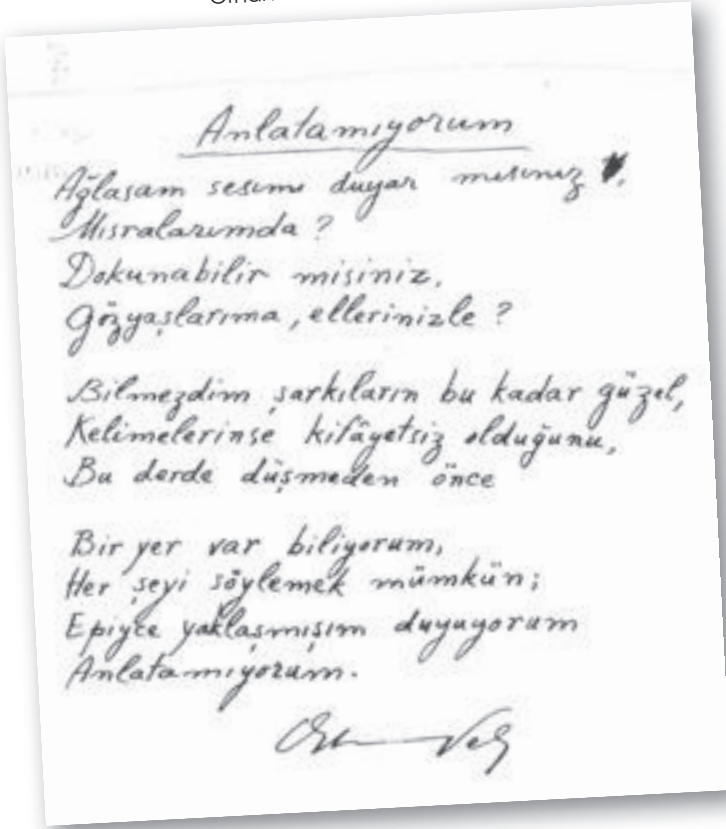 Anlatamıyorum
Ağlasam sesimi duyar mısınız,
Mısralarımda ?
Dokunabilir misiniz,
Gözyaşlarıma, ellerinizle ?
Bilmezdim şarkıların bu kadar güzel,
Kelimelerinse kifâyetsiz olduğunu,
Bu derde düşmeden önce
Bir yer var biliyorum,
Her şeyi söylemek mümkün;
Epiyce yaklaşmışım duyuyorum
Anlatamıyorum.